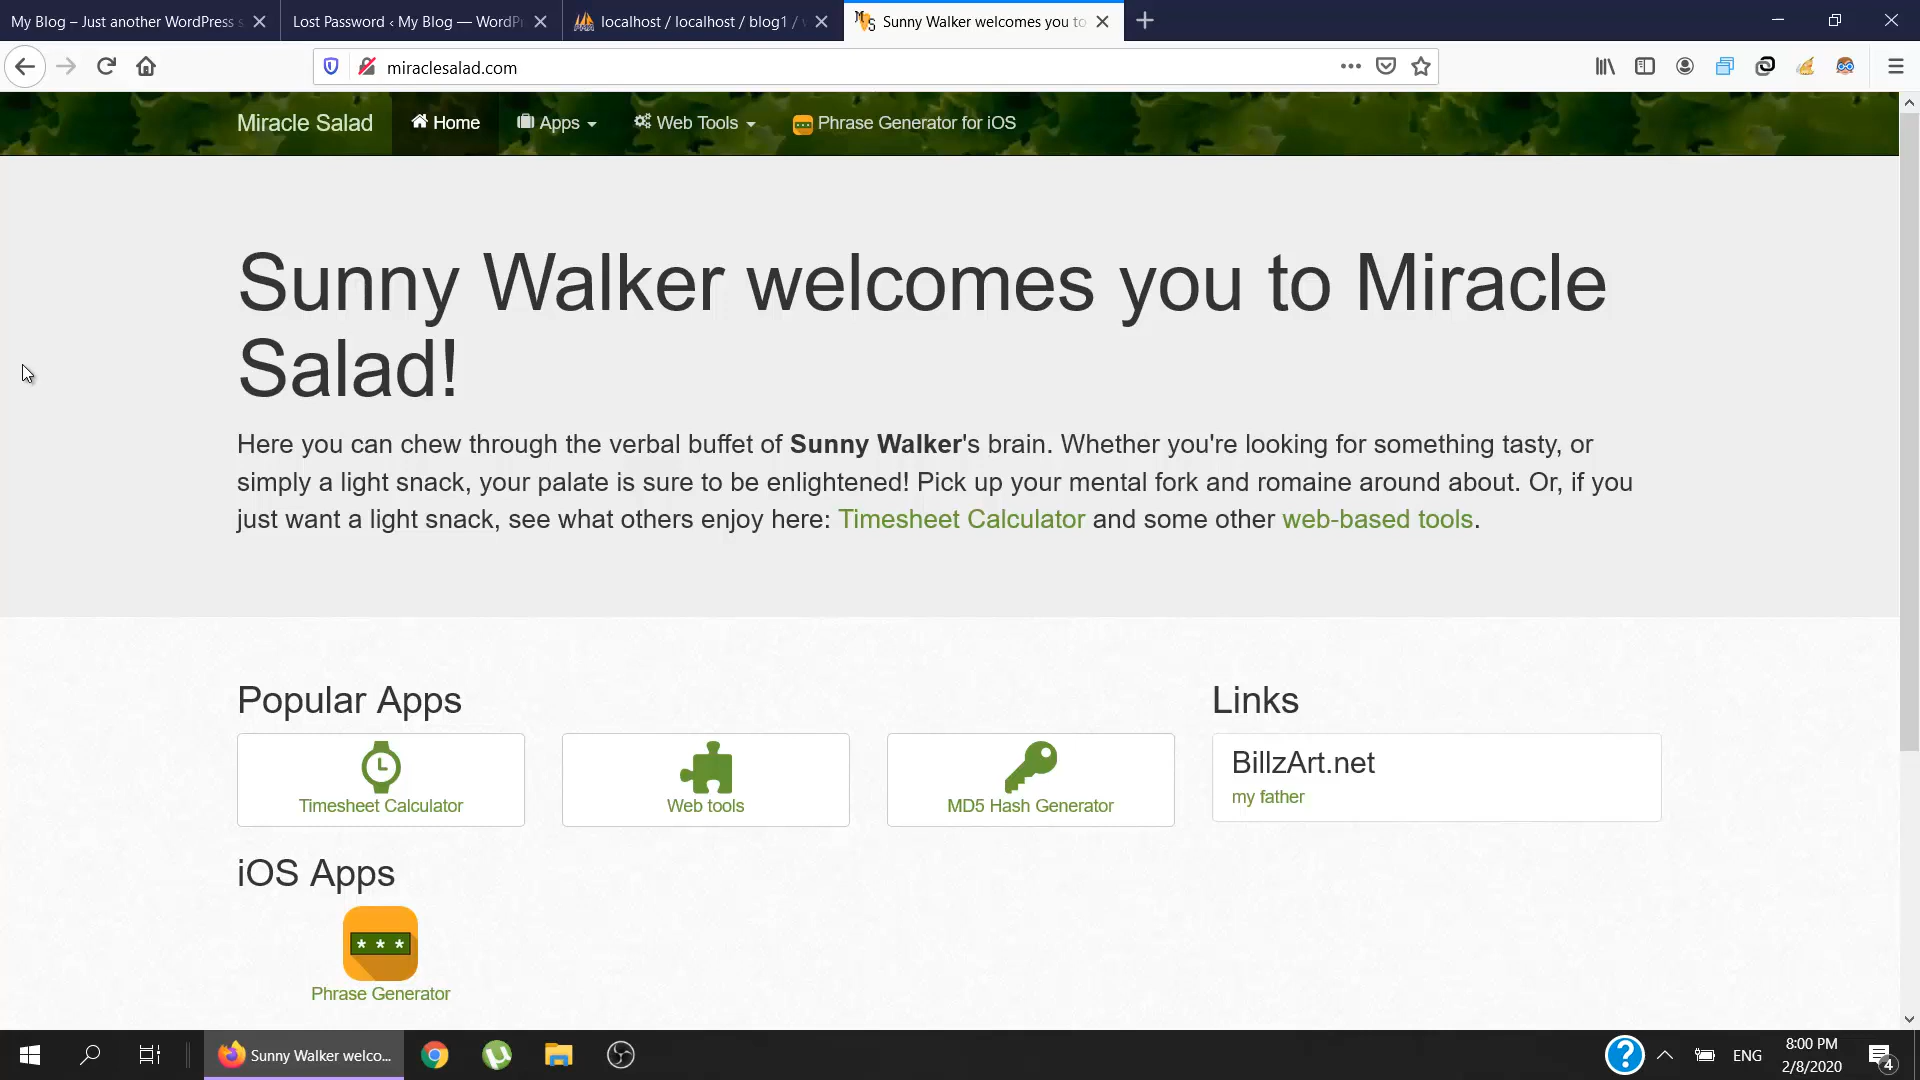 My Blog – Just another WordPress s
Lost Password ‹ My Blog — WordPr
localhost / localhost / blog1 / w
Sunny Walker welcomes you to
miraclesalad.com
Miracle Salad
Home
Apps
Web Tools
Phrase Generator for iOS
Sunny Walker welcomes you to Miracle
Salad!
Here you can chew through the verbal buffet of Sunny Walker's brain. Whether you're looking for something tasty, or
simply a light snack, your palate is sure to be enlightened! Pick up your mental fork and romaine around about. Or, if you
just want a light snack, see what others enjoy here: Timesheet Calculator and some other web-based tools.
Popular Apps
Links
Timesheet Calculator
Web tools
MD5 Hash Generator
BillzArt.net
my father
iOS Apps
* * *
Phrase Generator
Sunny Walker welco...
ENG
8:00 PM
2/8/2020
4